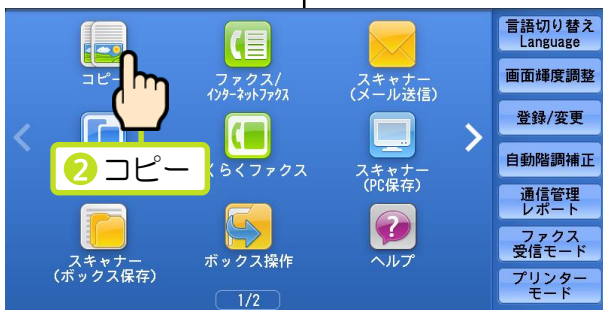 コピー
ファクス/
インターネットファクス
スキャナー
(メール送信)
2 コピー
くらくファクス
スキャナー
(PC保存)
スキャナー
(ボックス保存)
ボックス操作
ヘルプ
1/2
言語切り替え
Language
画面輝度調整
登録/変更
自動階調補正
通信管理
レポート
ファクス
受信モード
プリンター
モード